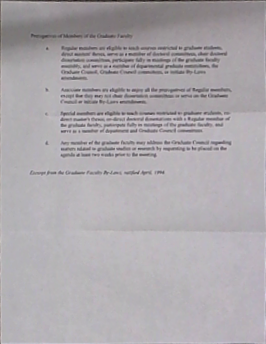 Prerogatives of Members of the Graduate Faculty
a. Regular members are eligible to teach courses restricted to graduate students,
direct masters' theses, serve as a member of doctoral committees, chair doctoral
dissertation committees, participate fully in meetings of the graduate faculty
assembly, and serve as a member of departmental graduate committees, the
Graduate Council, Graduate Council committees, or initiate By-Laws
amendments.
b. Associate members are eligible to enjoy all the prerogatives of Regular members,
except that they may not chair dissertation committees or serve on the Graduate
Council or initiate By-Laws amendments.
c. Special members are eligible to teach courses restricted to graduate students, co-
direct master's theses, co-direct doctoral dissertations with a Regular member of
the graduate faculty, participate fully in meetings of the graduate faculty, and
serve as a member of department and Graduate Council committees.
d. Any member of the graduate faculty may address the Graduate Council regarding
matters related to graduate studies or research by requesting to be placed on the
agenda at least two weeks prior to the meeting.
Excerpt from the Graduate Faculty By-Laws, ratified April, 1994